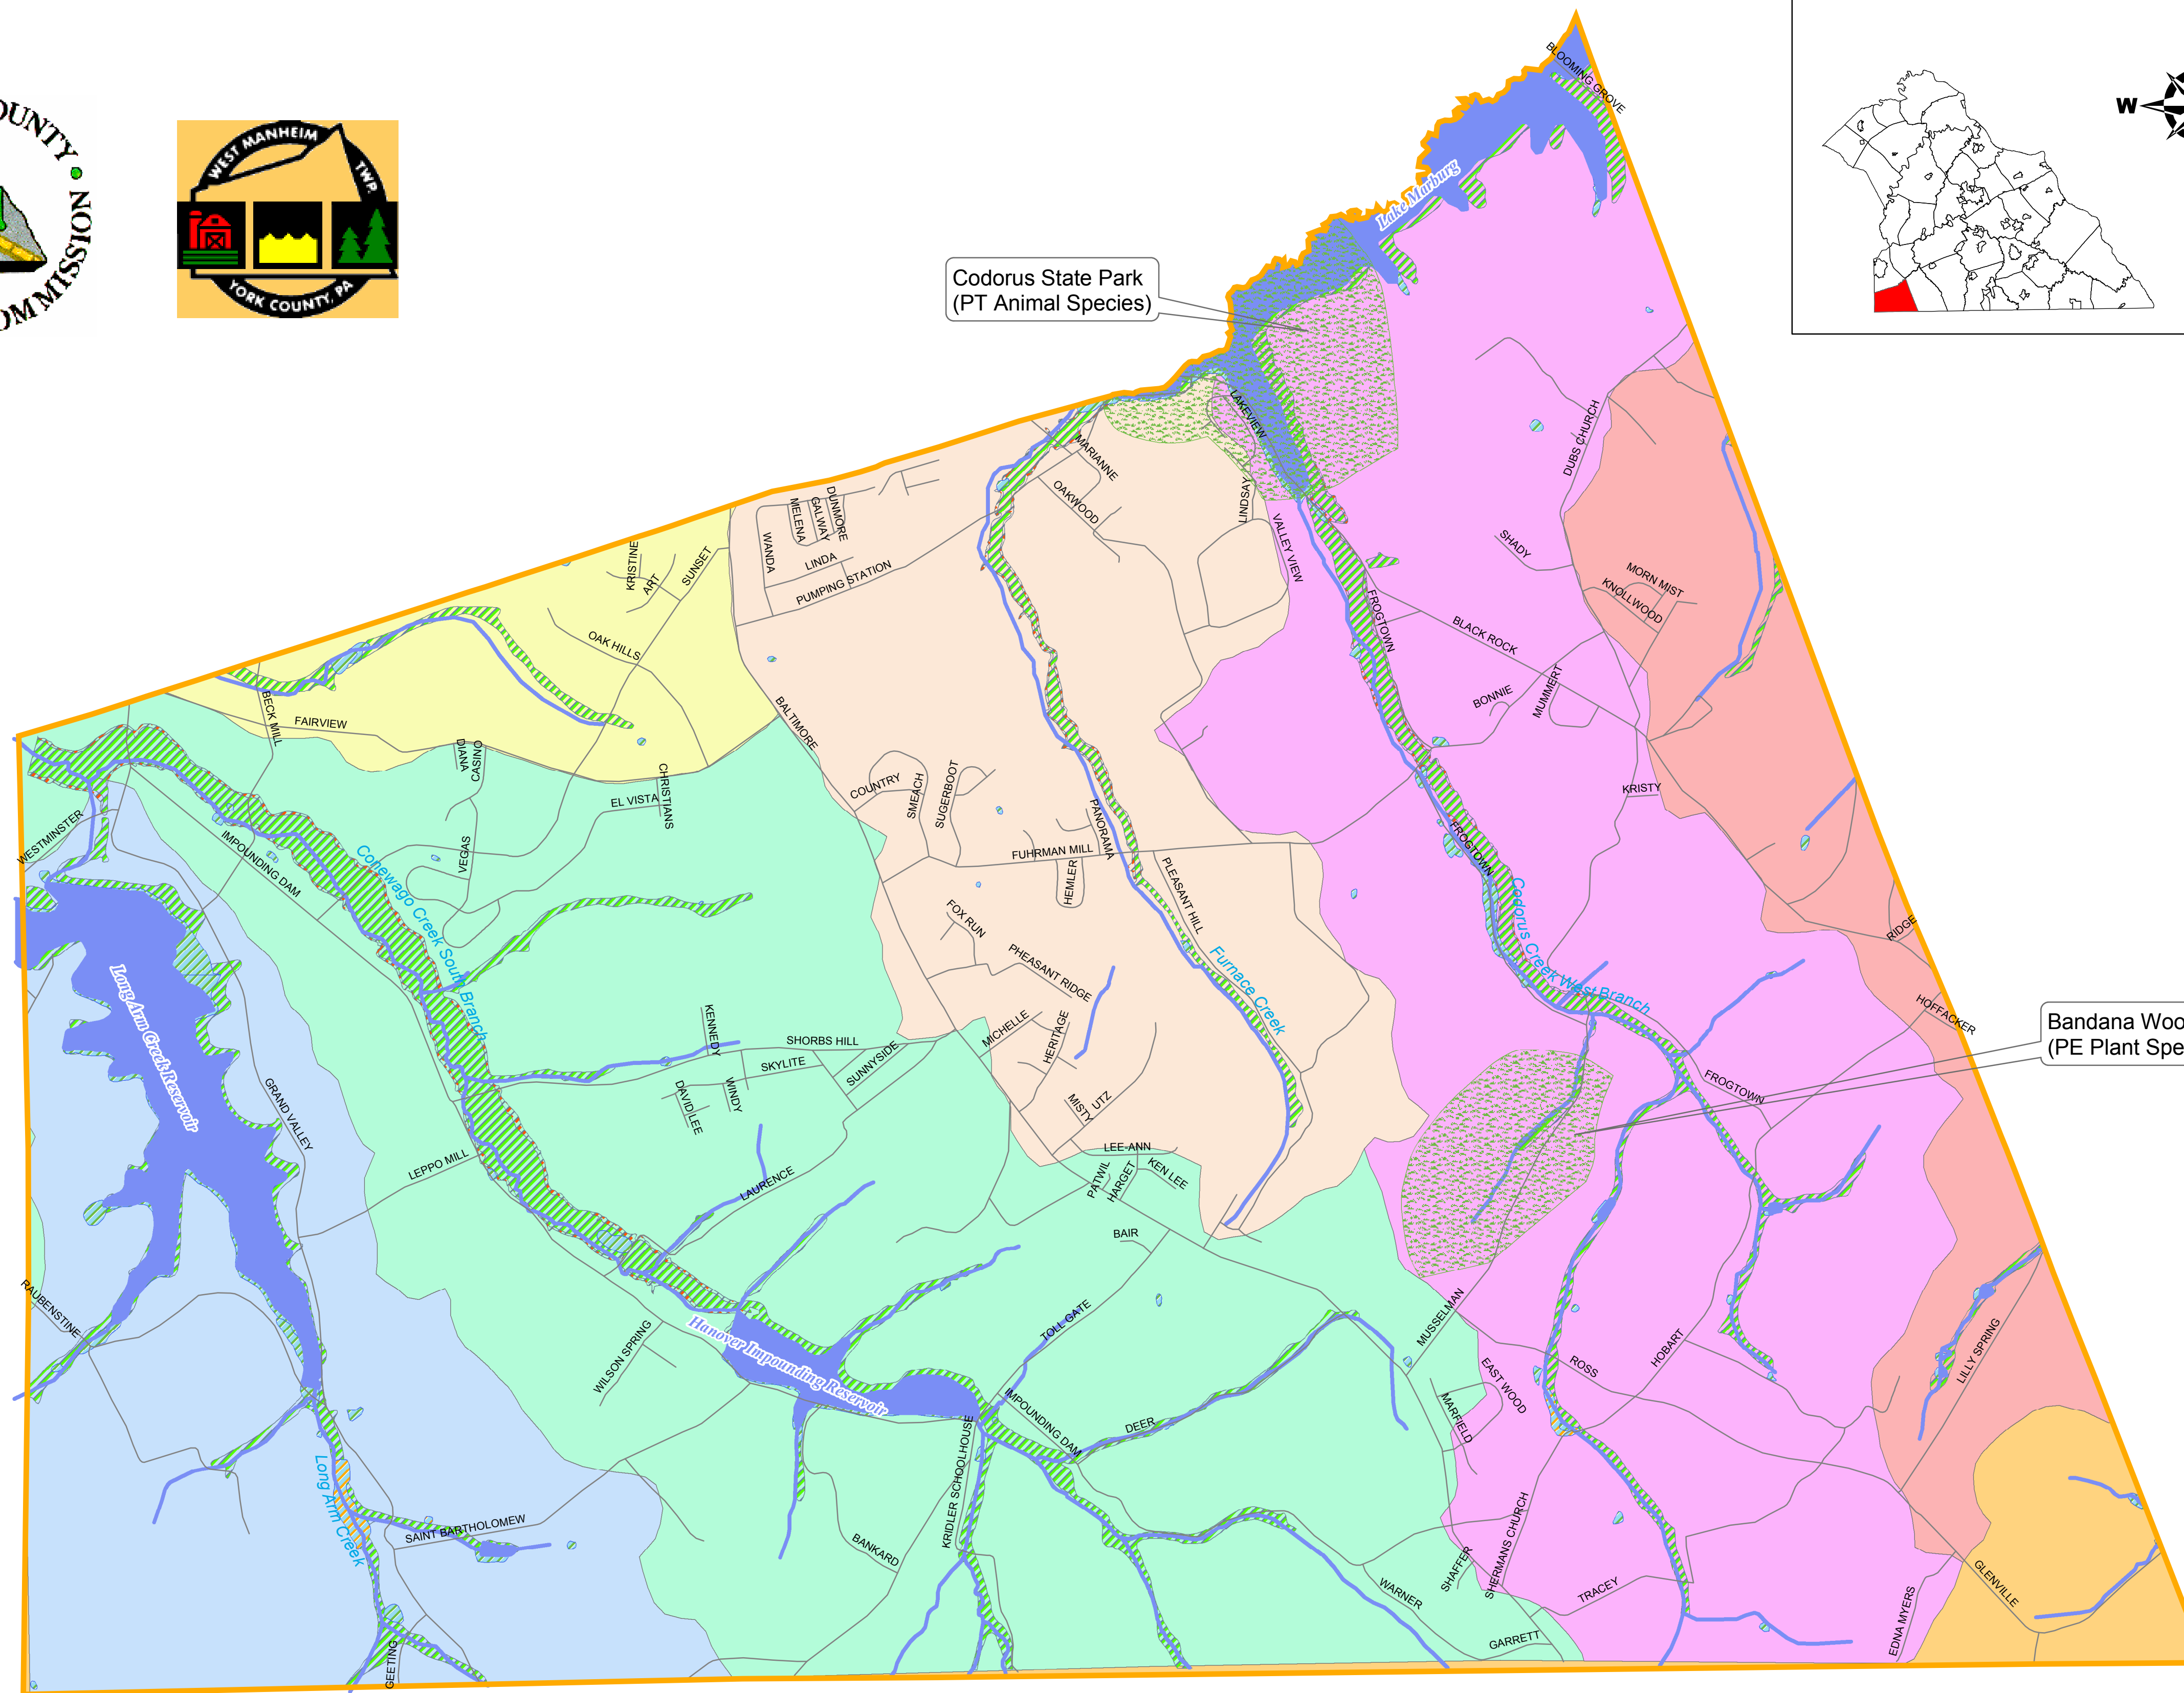 OUNTY •
OMMISSION
WEST MANHEIM
TWP.
YORK COUNTY, PA
W
BLOOMING GROVE
Lake Marburg
Codorus State Park
(PT Animal Species)
LAKEVIEW
MARIANNE
OAKWOOD
LINDSAY
VALLEY VIEW
DUBS CHURCH
SHADY
MORN MIST
KNOLLWOOD
FROGTOWN
BLACK ROCK
BONNIE
MUMMERT
KRISTY
DUNMORE
GALWAY
MELENA
WANDA
LINDA
PUMPING STATION
KRISTINE
ART
SUNSET
OAK HILLS
BECK MILL
FAIRVIEW
DIANA
CASINO
CHRISTIANS
EL VISTA
VEGAS
BALTIMORE
COUNTRY
SMEACH
SUGERBOOT
PANORAMA
FUHRMAN MILL
HEMLER
PLEASANT HILL
FOX RUN
PHEASANT RIDGE
Furnace Creek
FROGTOWN
Codorus Creek West Branch
RIDGE
HOFFACKER
Bandana Woo
(PE Plant Spe
FROGTOWN
WESTMINSTER
IMPOUNDING DAM
Conewago Creek South Branch
Long Arm Creek Reservoir
GRAND VALLEY
LEPPO MILL
KENNEDY
SHORBS HILL
SKYLITE
SUNNYSIDE
DAVID LEE
WINDY
LAURENCE
MICHELLE
HERITAGE
MISTY
UTZ
LEE-ANN
PATWIL
HARGET
KEN LEE
BAIR
RAUBENSTINE
WILSON SPRING
Hanover Impounding Reservoir
TOLL GATE
IMPOUNDING DAM
DEER
KRIDLER SCHOOLHOUSE
BANKARD
Long Arm Creek
SAINT BARTHOLOMEW
GEETING
MUSSELMAN
EAST WOOD
MARFIELD
ROSS
HOBART
LILLY SPRING
SHERMANS CHURCH
SHAFFER
WARNER
TRACEY
GARRETT
EDNA MYERS
GLENVILLE